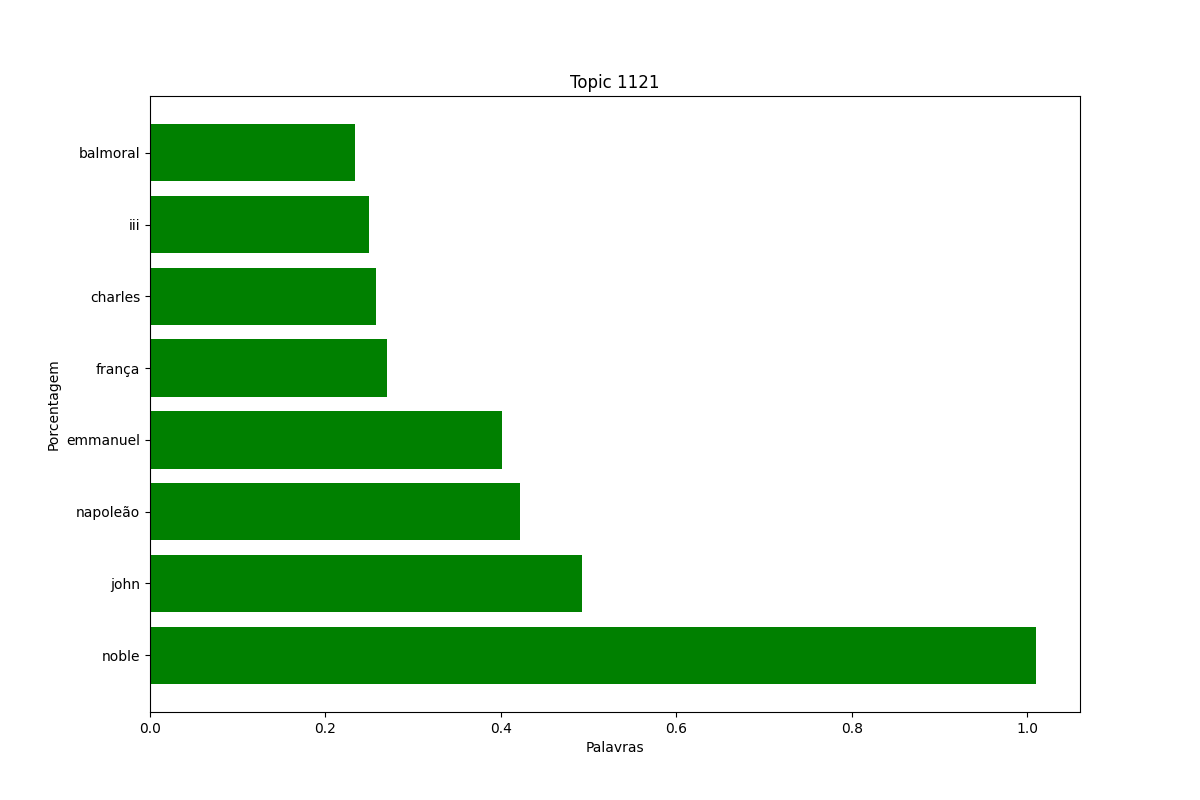 Topic 1121
balmoral
iii
charles
frança
emmanuel
napoleão
john
noble
Porcentagem
0.0 0.2 0.4 0.6 0.8 1.0
Palavras